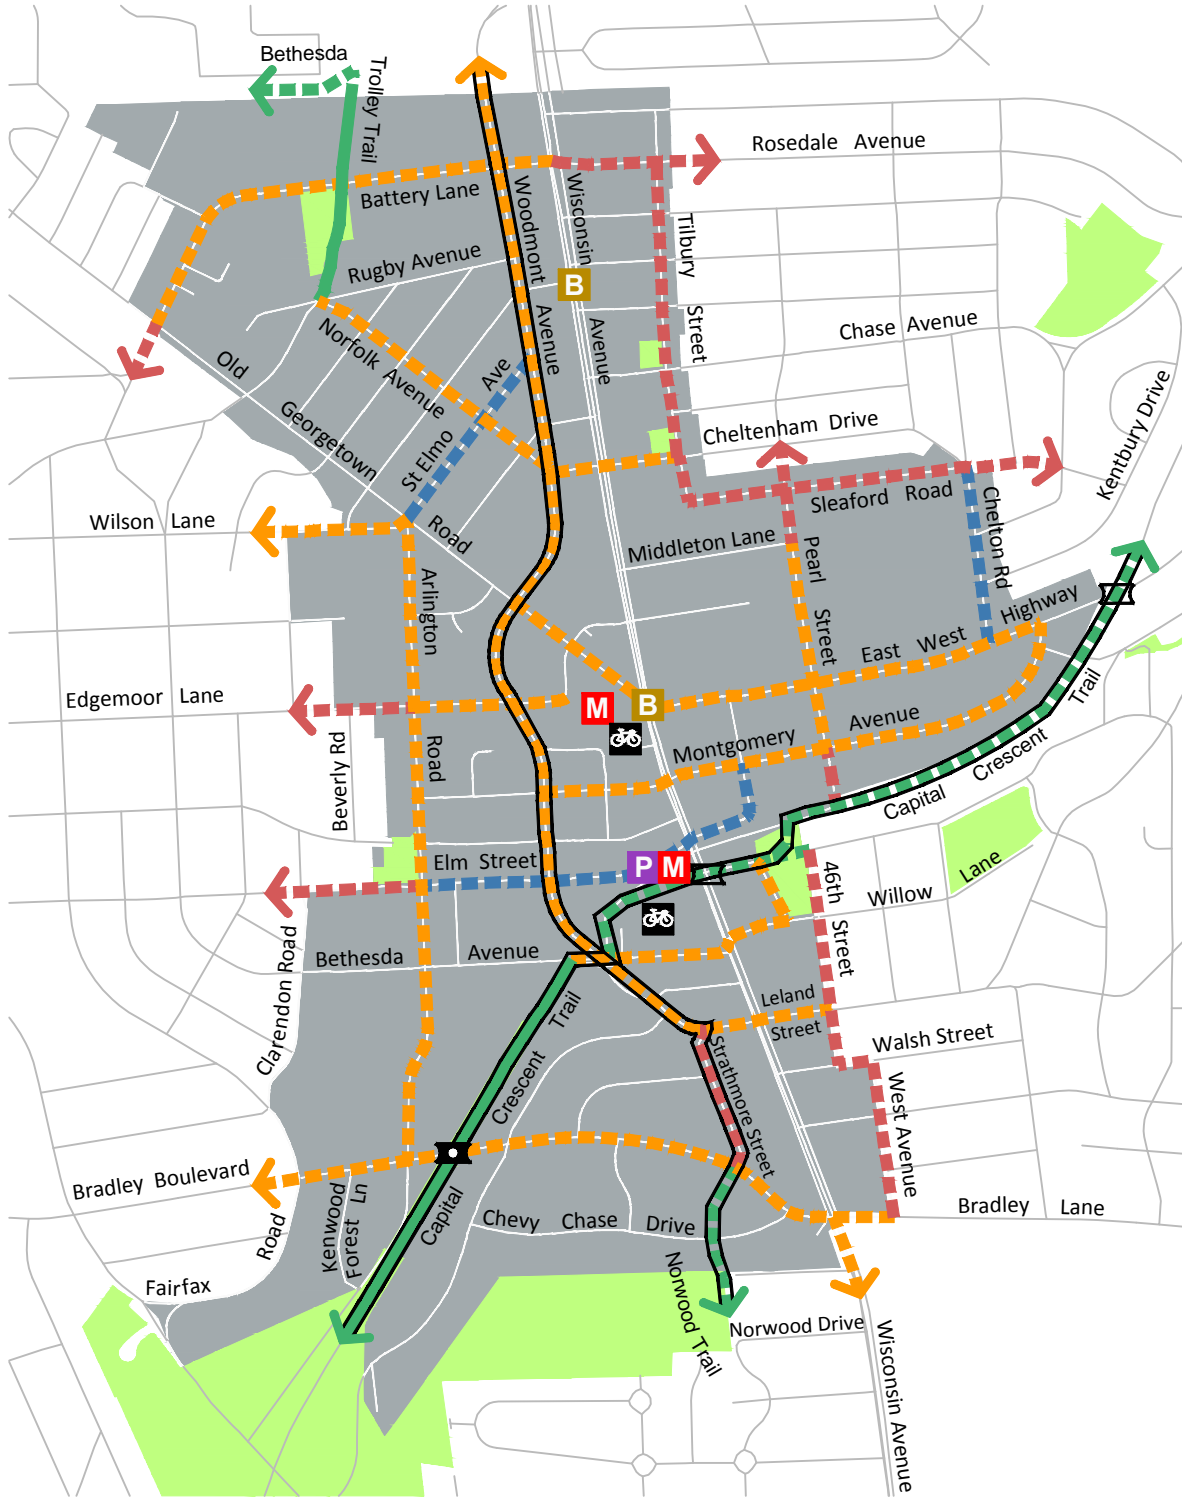 Bethesda
Trolley Trail
Rosedale Avenue
Battery Lane
Woodmont
Avenue
Wisconsin
Avenue
B
Tilbury
Street
Rugby Avenue
Chase Avenue
Norfolk Avenue
Old
Georgetown
Road
St Elmo
Ave
Cheltenham Drive
Kentbury Drive
Sleaford Road
Chelton Rd
Wilson Lane
Middleton Lane
Pearl
Street
Arlington
Road
East West
Highway
Edgemoor Lane
M
B
Beverly Rd
Montgomery
Avenue
Capital
Crescent
Trail
Elm Street
P
M
46th
Street
Willow
Lane
Clarendon Road
Bethesda
Avenue
Leland
Street
Walsh Street
Trail
Crescent
Capital
Strathmore Street
West Avenue
Bradley Boulevard
Road
Kenwood
Forest Ln
Chevy Chase Drive
Bradley Lane
Fairfax
Norwood Trail
Norwood Drive
Wisconsin Avenue